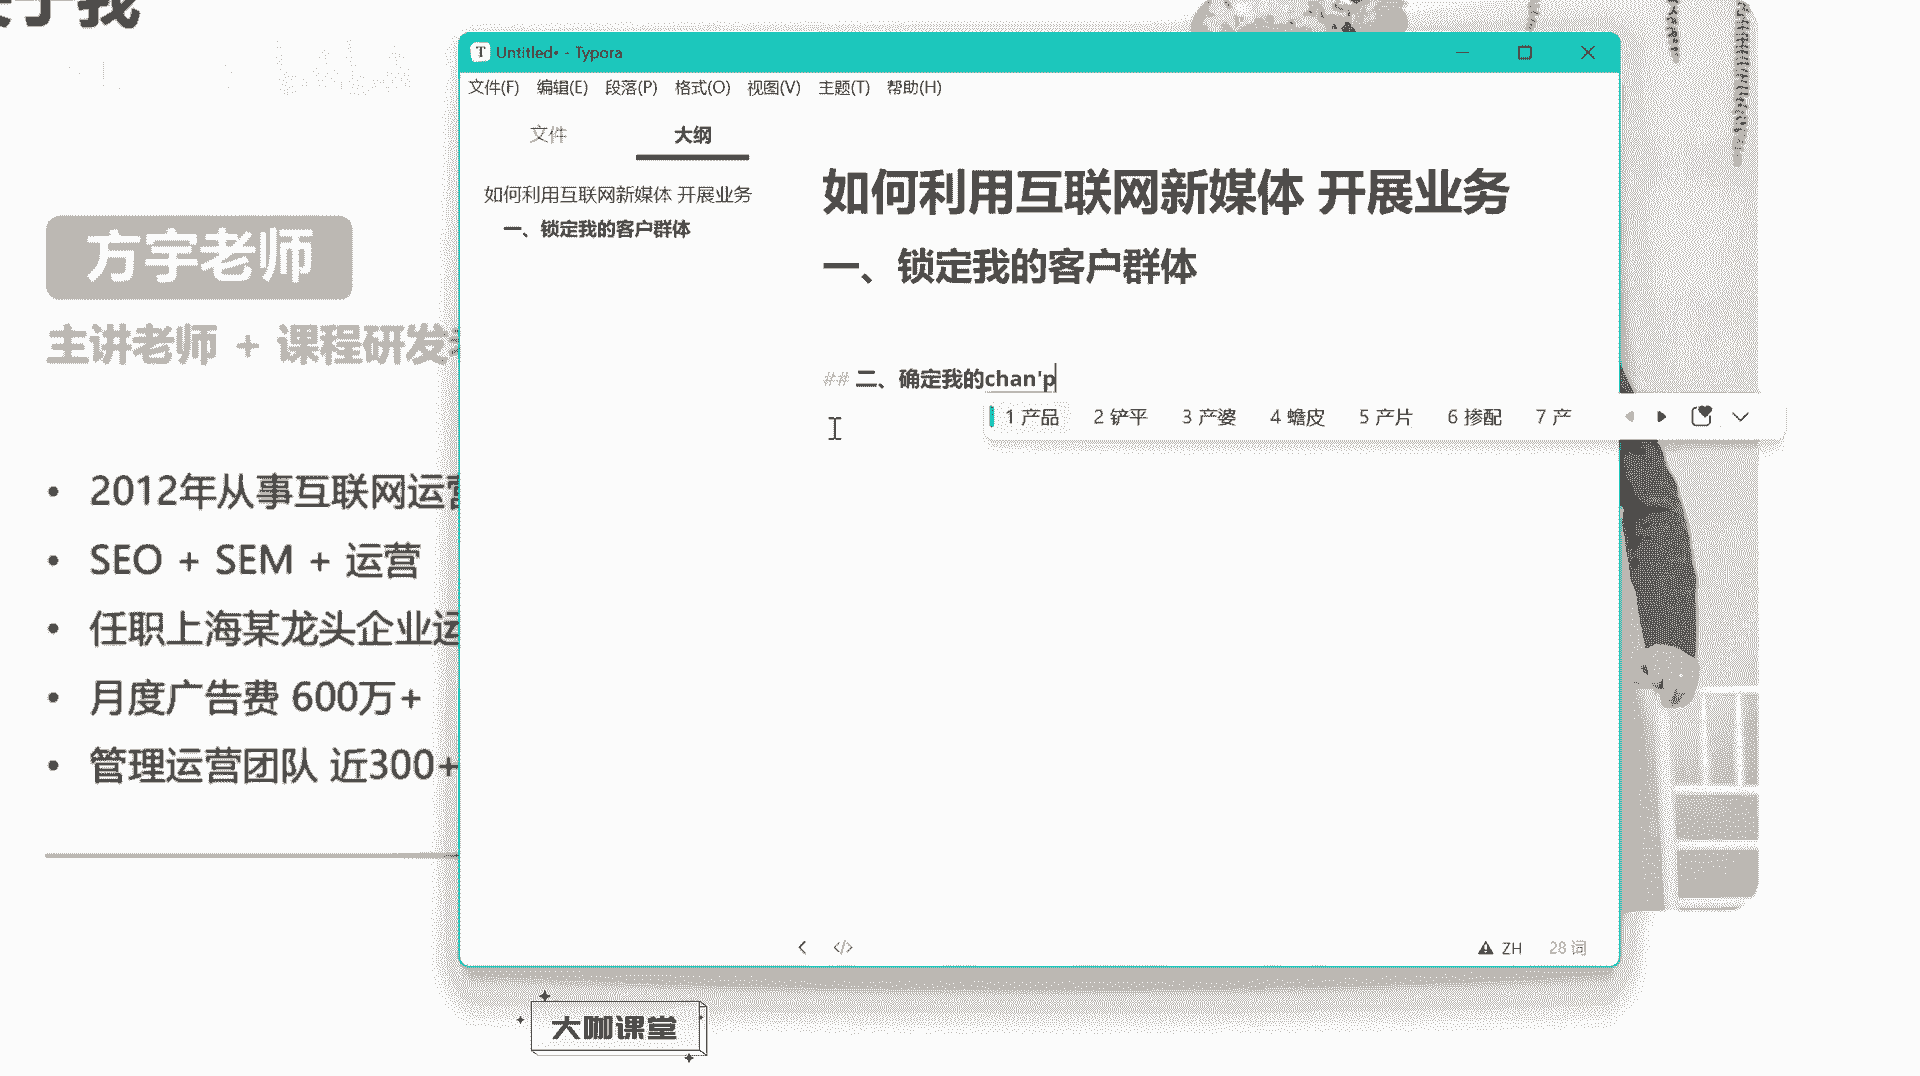 Untitled• - Typora
文件(F) 编辑(E) 段落(P) 格式(O) 视图(V) 主题(T) 帮助(H)
文件 大纲
如何利用互联网新媒体 开展业务
一、锁定我的客户群体
如何利用互联网新媒体 开展业务
一、锁定我的客户群体
## 二、确定我的chan'p
1 产品 2 铲平 3 产婆 4 蟾皮 5 产片 6 掺配 7 产
</> ZH 28 词
方宇老师
主讲老师 + 课程研发
• 2012年从事互联网运营
• SEO + SEM + 运营
• 任职上海某龙头企业运
• 月度广告费 600万+
• 管理运营团队 近300+
大咖课堂